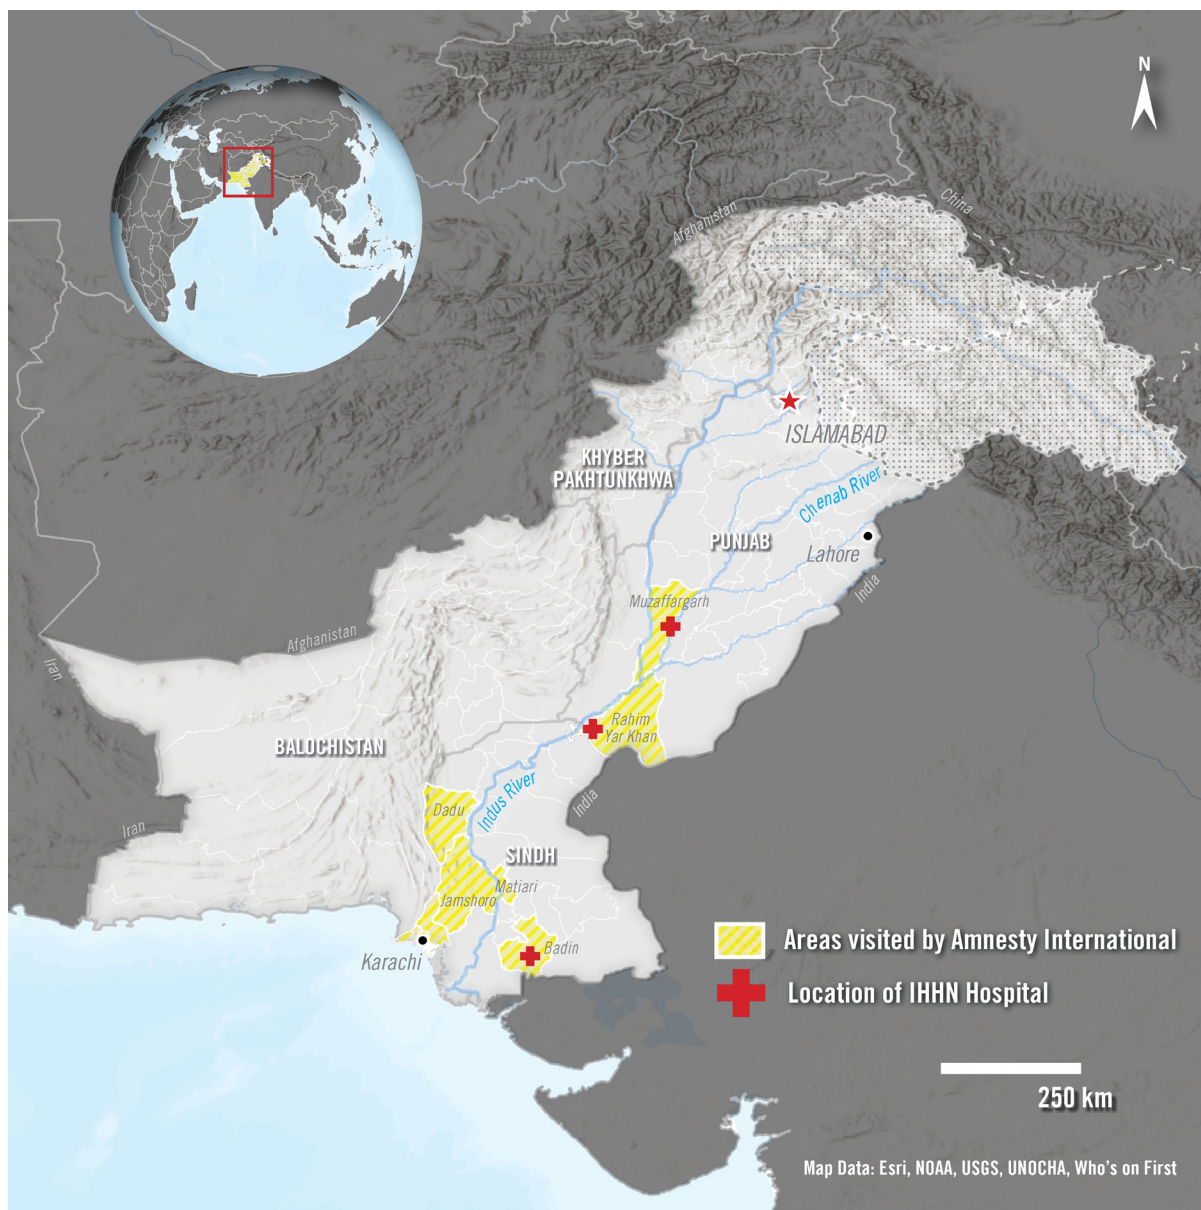 N
China
Afghanistan
ISLAMABAD
KHYBER
PAKHTUNKHWA
Chenab River
PUNJAB
Lahore
India
Muzaffargarh
Afghanistan
Iran
Rahim
Yar Khan
BALOCHISTAN
Indus River
India
Dadu
Iran
SINDH
Matiari
Jamshoro
Badin
Karachi
Areas visited by Amnesty International
Location of IHHN Hospital
250 km
Map Data: Esri, NOAA, USGS, UNOCHA, Who's on First